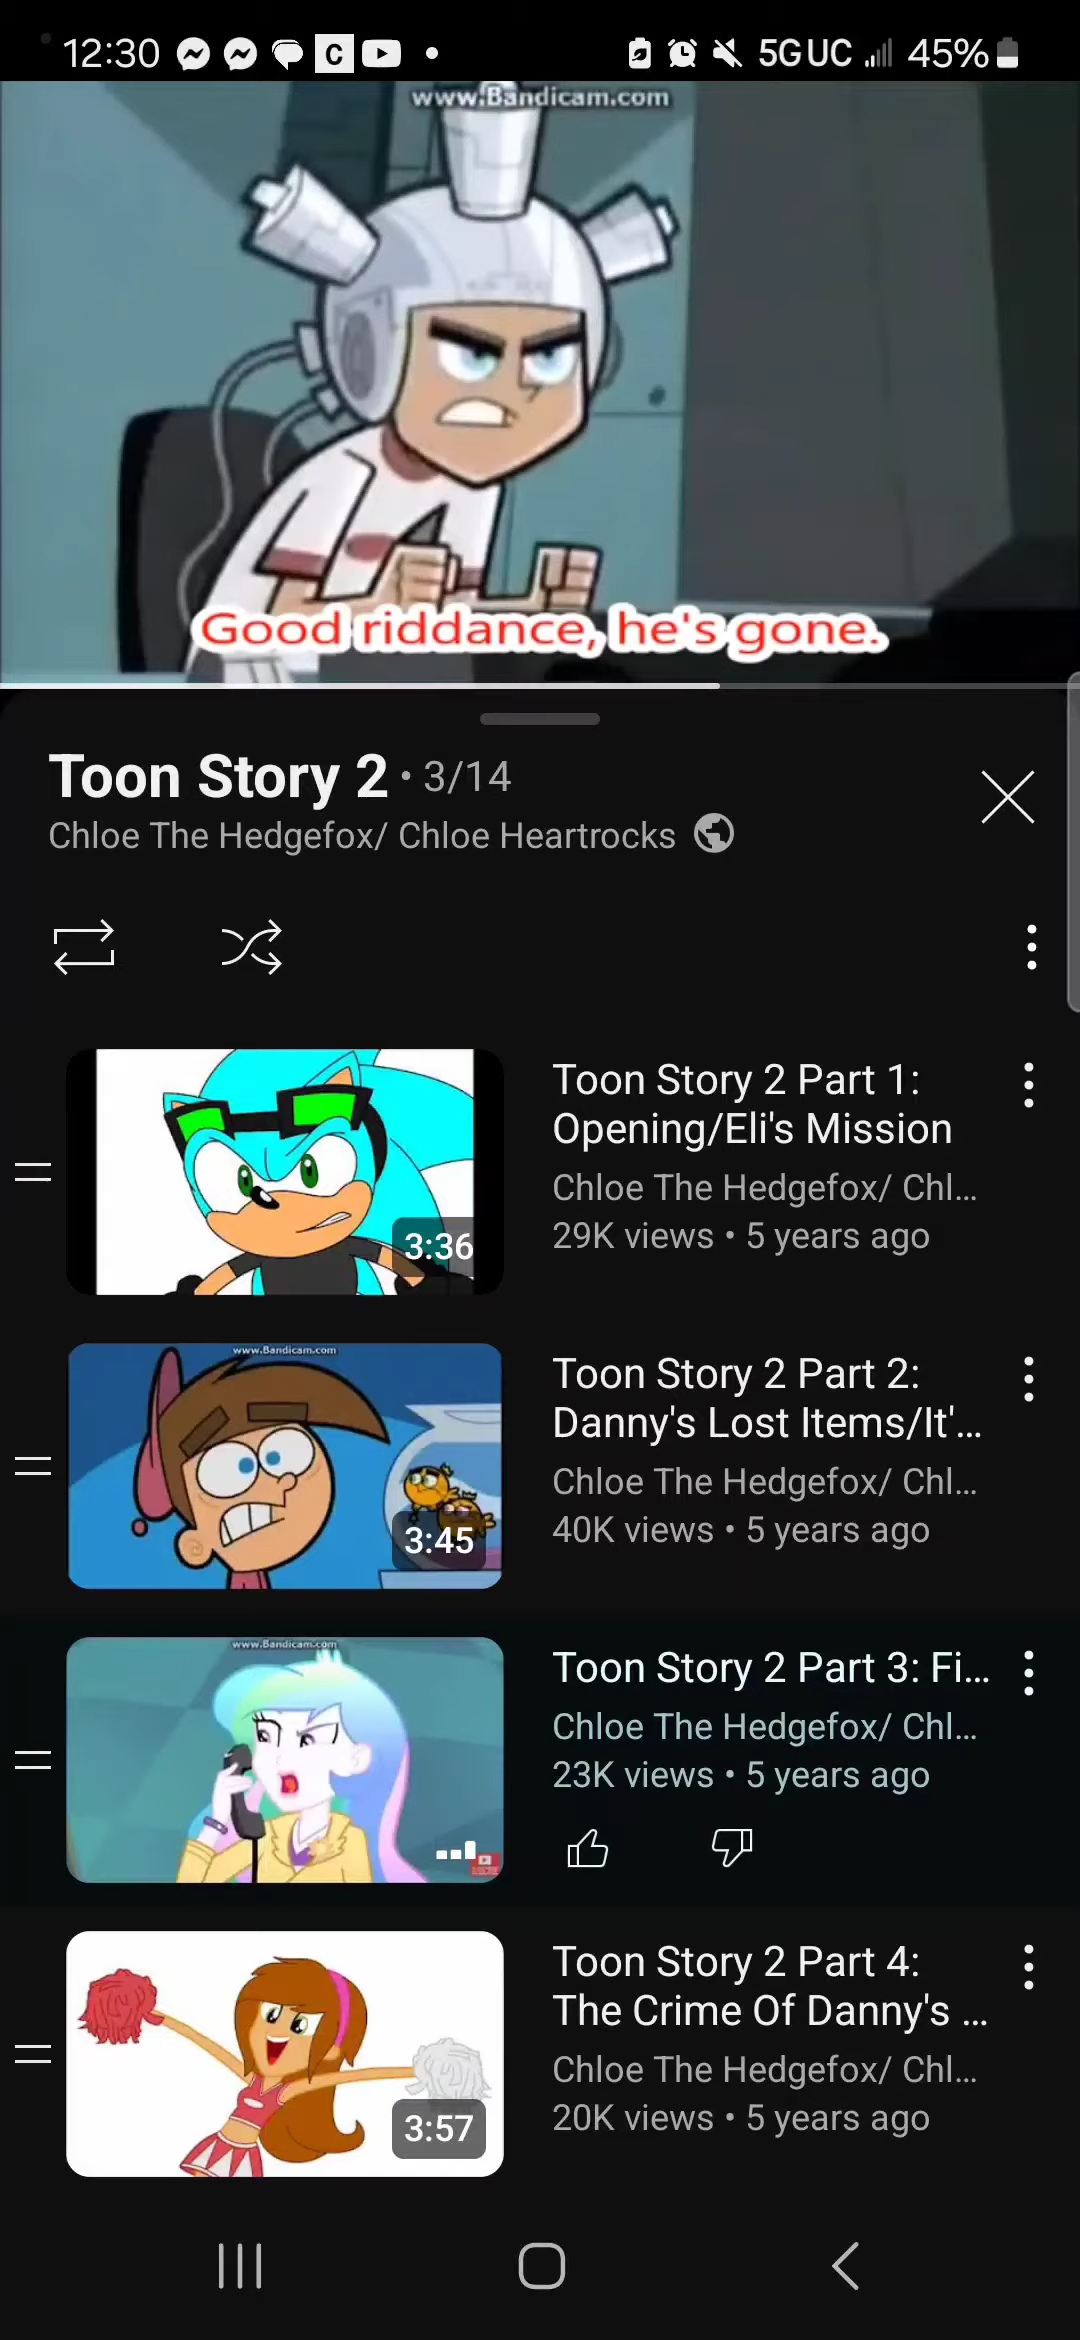 12:30
C
5G UC
45%
www.Bandicam.com
Good riddance, he's gone.
Toon Story 2 • 3/14
Chloe The Hedgefox/ Chloe Heartrocks
3:36
Toon Story 2 Part 1:
Opening/Eli's Mission
Chloe The Hedgefox/ Chl...
29K views • 5 years ago
www.Bandicam.com
3:45
Toon Story 2 Part 2:
Danny's Lost Items/It'...
Chloe The Hedgefox/ Chl...
40K views • 5 years ago
www.Bandicam.com
Toon Story 2 Part 3: Fi...
Chloe The Hedgefox/ Chl...
23K views • 5 years ago
3:57
Toon Story 2 Part 4:
The Crime Of Danny's ...
Chloe The Hedgefox/ Chl...
20K views • 5 years ago